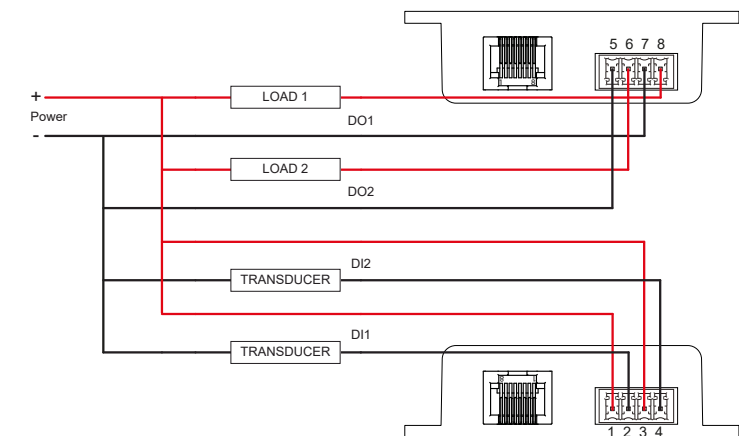 5 6 7 8
+
LOAD 1
Power
DO1
-
LOAD 2
DO2
DI2
TRANSDUCER
DI1
TRANSDUCER
1 2 3 4